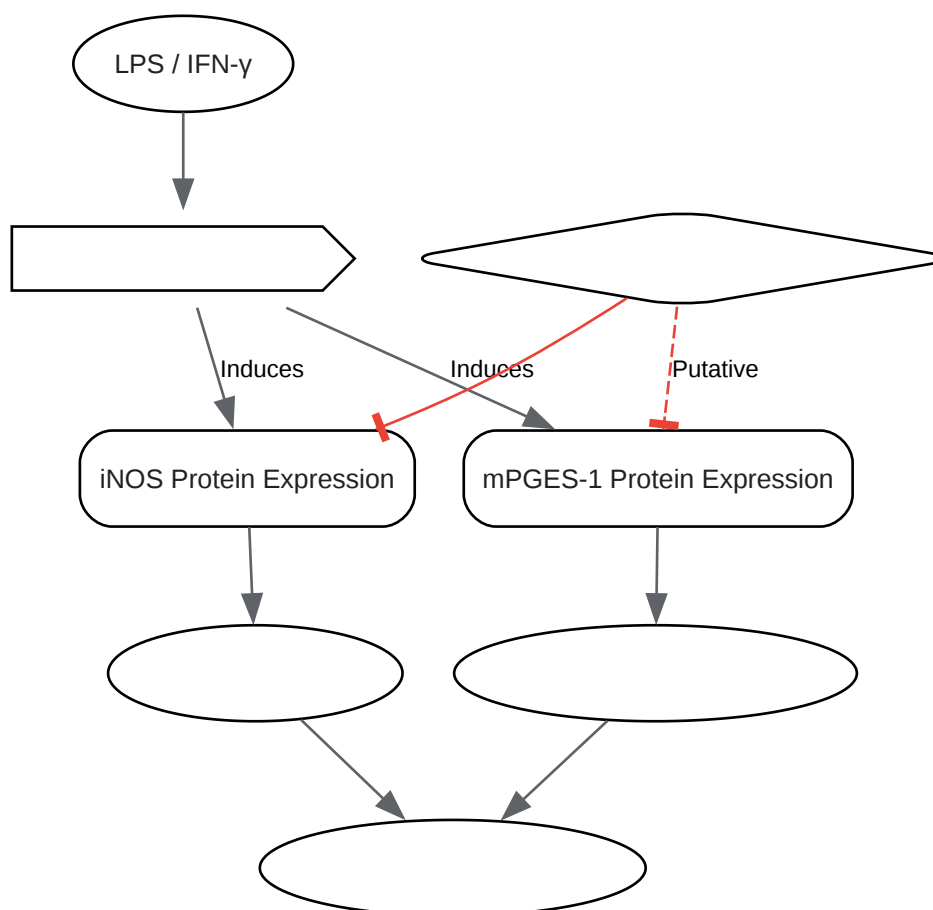 LPS / IFN-γ
Induces
Induces
Putative
iNOS Protein Expression
mPGES-1 Protein Expression